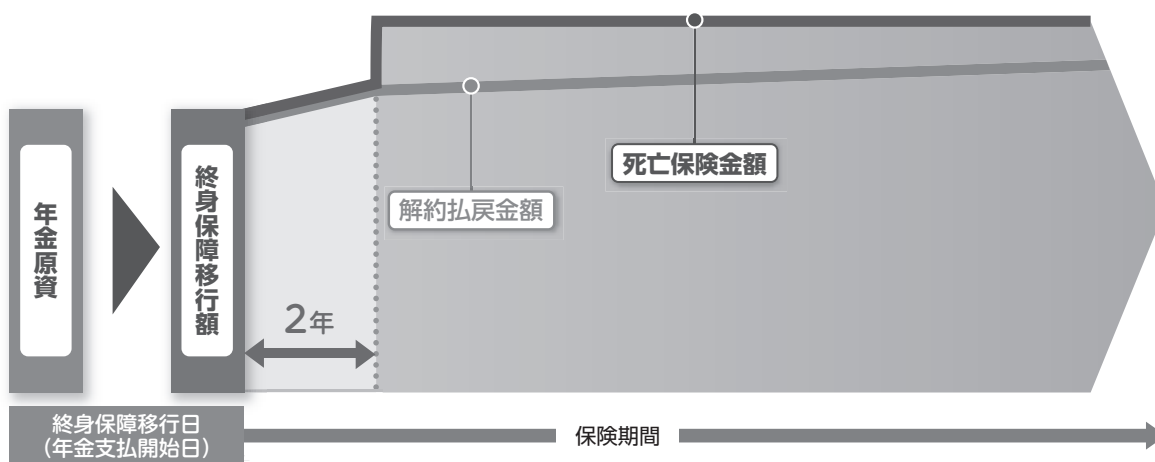 年金原資
終身保障移行額
2年
解約払戻金額
死亡保険金額
終身保障移行日
（年金支払開始日）
保険期間